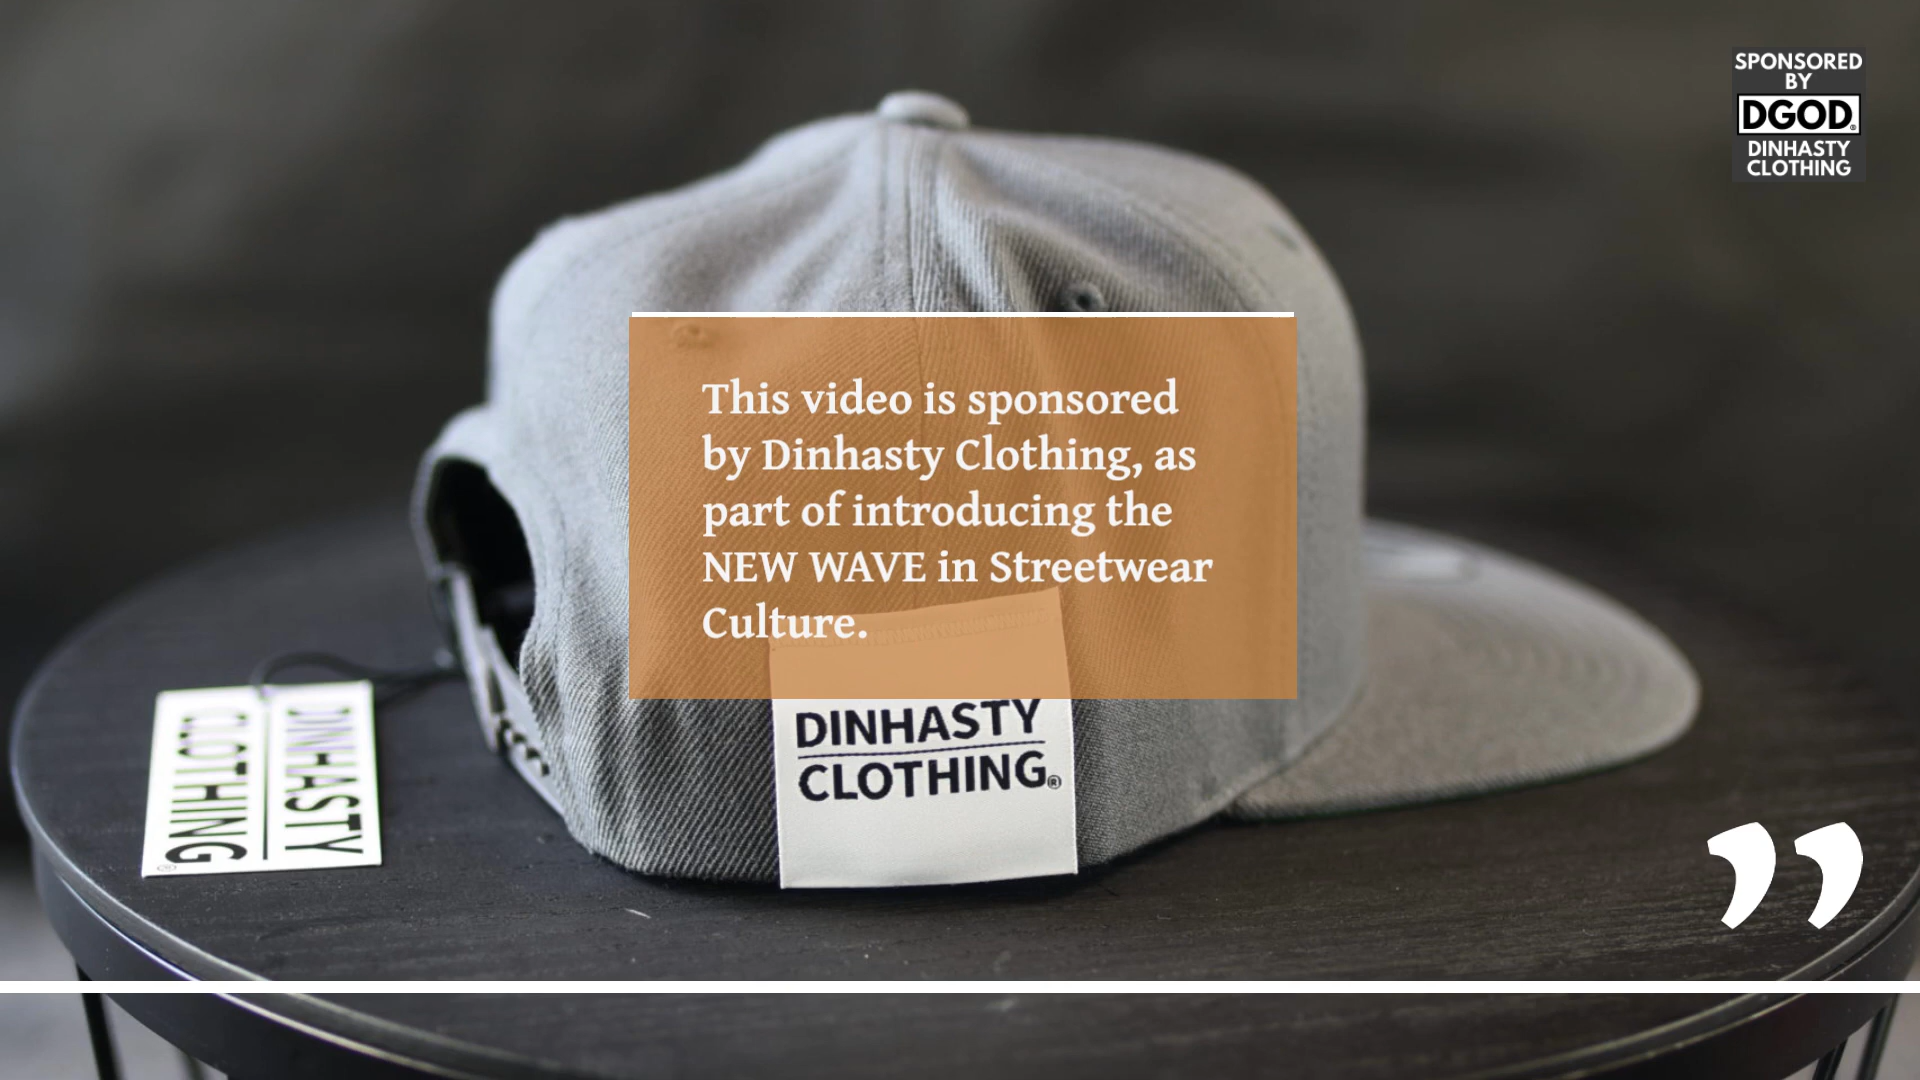 SPONSORED
BY
DGOD®
DINHASTY
CLOTHING
This video is sponsored
by Dinhasty Clothing, as
part of introducing the
NEW WAVE in Streetwear
Culture.
DINHASTY
CLOTHING®
DINHASTY
CLOTHING®
”